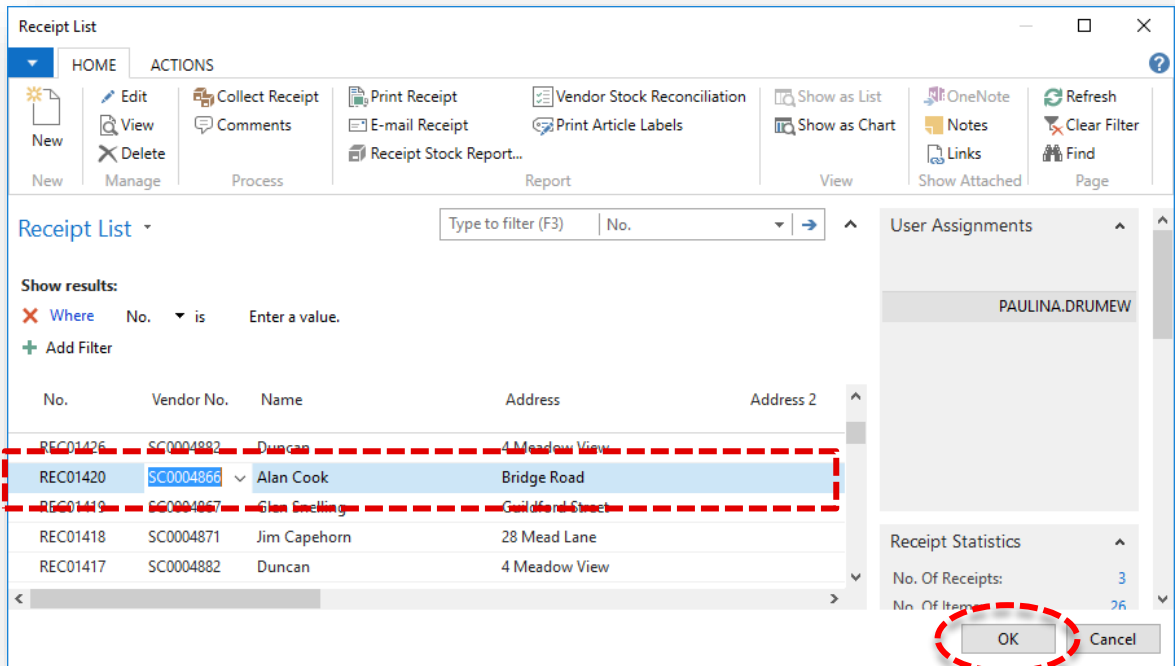 Receipt List
HOME ACTIONS
New
Edit
View
Delete
Collect Receipt
Comments
Print Receipt
E-mail Receipt
Receipt Stock Report...
Vendor Stock Reconciliation
Print Article Labels
Show as List
Show as Chart
OneNote
Notes
Links
Refresh
Clear Filter
Find
New Manage Process Report View Show Attached Page
Receipt List
Type to filter (F3) No.
Show results:
Where No. is Enter a value.
Add Filter
No. Vendor No. Name Address Address 2
REC01426 SC0004882 Duncan 4 Meadow View
REC01420 SC0004866 Alan Cook Bridge Road
REC01419 SC0004867 Glen Snelling Guildford Street
REC01418 SC0004871 Jim Capehorn 28 Mead Lane
REC01417 SC0004882 Duncan 4 Meadow View
User Assignments
PAULINA.DRUMEW
Receipt Statistics
No. Of Receipts: 3
No. Of Items 26
OK Cancel